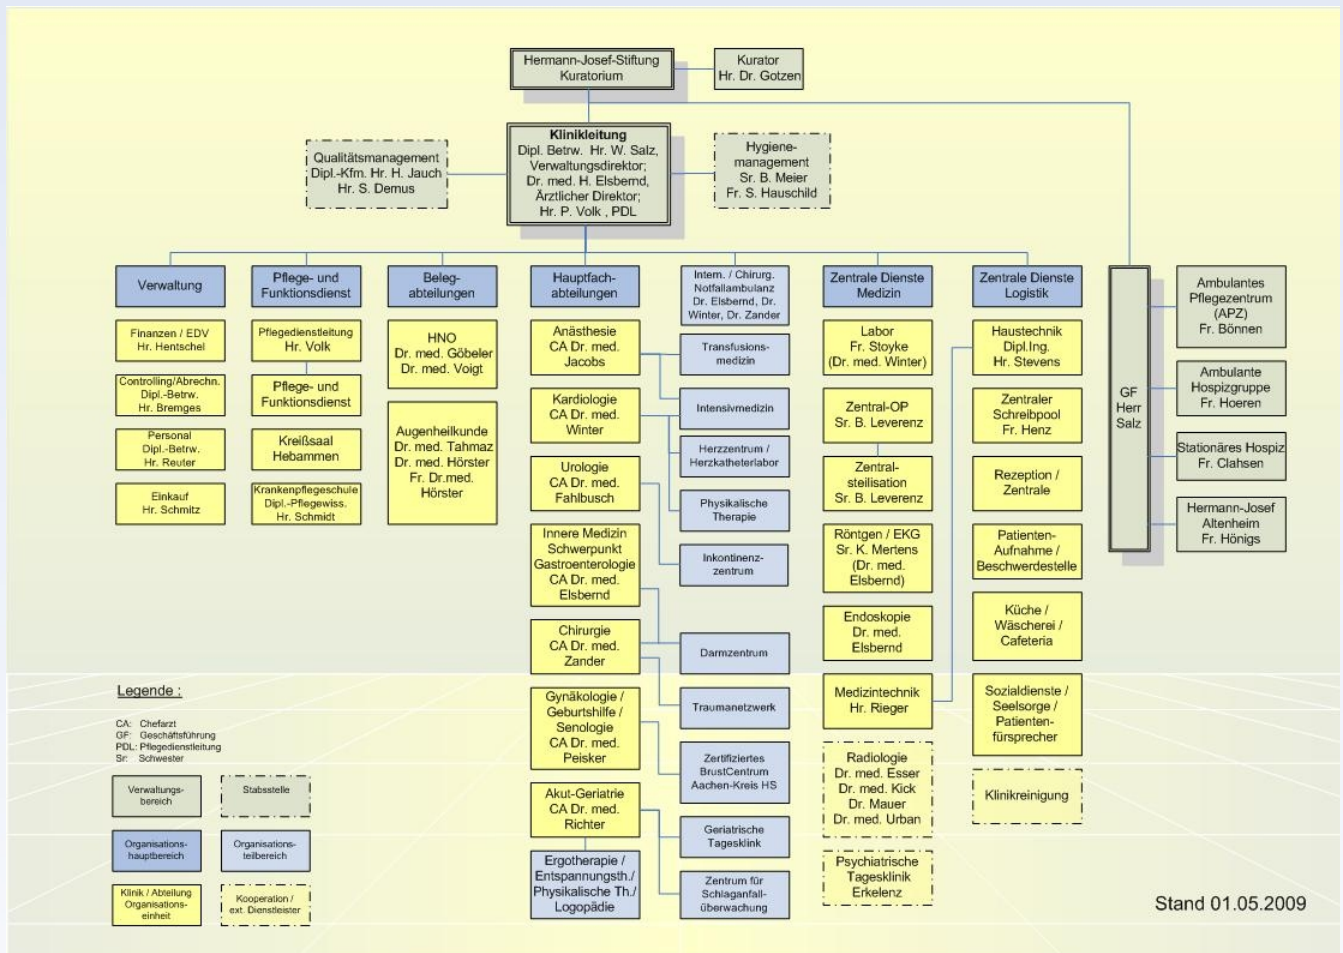 Hermann-Josef-Stiftung
Kuratorium
Kurator
Hr. Dr. Gotzen
Klinikleitung
Dipl. Betrw. Hr. W. Salz,
Verwaltungsdirektor;
Dr. med. H. Elsbernd,
Ärztlicher Direktor;
Hr. P. Volk , PDL
Qualitätsmanagement
Dipl.-Kfm. Hr. H. Jauch
Hr. S. Demus
Hygiene-
management
Sr. B. Meier
Fr. S. Hauschild
Verwaltung
Finanzen / EDV
Hr. Hentschel
Controlling/Abrechn.
Dipl.-Betrw.
Hr. Bremges
Personal
Dipl.-Betrw.
Hr. Reuter
Einkauf
Hr. Schmitz
Pflege- und
Funktionsdienst
Pflegedienstleitung
Hr. Volk
Pflege- und
Funktionsdienst
Kreißsaal
Hebammen
Krankenpflegeschule
Dipl.-Pflegewiss.
Hr. Schmidt
Beleg-
abteilungen
HNO
Dr. med. Göbeler
Dr. med. Voigt
Augenheilkunde
Dr. med. Tahmaz
Dr. med. Hörster
Fr. Dr.med.
Hörster
Hauptfach-
abteilungen
Anästhesie
CA Dr. med.
Jacobs
Kardiologie
CA Dr. med.
Winter
Urologie
CA Dr. med.
Fahlbusch
Innere Medizin
Schwerpunkt
Gastroenterologie
CA Dr. med.
Elsbernd
Chirurgie
CA Dr. med.
Zander
Gynäkologie /
Geburtshilfe /
Senologie
CA Dr. med.
Peisker
Akut-Geriatrie
CA Dr. med.
Richter
Ergotherapie /
Entspannungsth./
Physikalische Th./
Logopädie
Intern. / Chirurg.
Notfallambulanz
Dr. Elsbernd, Dr.
Winter, Dr. Zander
Transfusions-
medizin
Intensivmedizin
Herzzentrum /
Herzkatheterlabor
Physikalische
Therapie
Inkontinenz-
zentrum
Darmzentrum
Traumanetzwerk
Zertifiziertes
BrustCentrum
Aachen-Kreis HS
Geriatrische
Tagesklink
Zentrum für
Schlaganfall-
überwachung
Zentrale Dienste
Medizin
Labor
Fr. Stoyke
(Dr. med. Winter)
Zentral-OP
Sr. B. Leverenz
Zentral-
steilisation
Sr. B. Leverenz
Röntgen / EKG
Sr. K. Mertens
(Dr. med.
Elsbernd)
Endoskopie
Dr. med.
Elsbernd
Medizintechnik
Hr. Rieger
Radiologie
Dr. med. Esser
Dr. med. Kick
Dr. Mauer
Dr. med. Urban
Psychiatrische
Tagesklinik
Erkelenz
Zentrale Dienste
Logistik
Haustechnik
Dipl.Ing.
Hr. Stevens
Zentraler
Schreibpool
Fr. Henz
Rezeption /
Zentrale
Patienten-
Aufnahme /
Beschwerdestelle
Küche /
Wäscherei /
Cafeteria
Sozialdienste /
Seelsorge /
Patienten-
fürsprecher
Klinikreinigung
GF
Herr
Salz
Ambulantes
Pflegezentrum
(APZ)
Fr. Bönnen
Ambulante
Hospizgruppe
Fr. Hoeren
Stationäres Hospiz
Fr. Clahsen
Hermann-Josef
Altenheim
Fr. Hönigs
Legende :
CA: Chefarzt
GF: Geschäftsführung
PDL: Pflegedienstleitung
Sr: Schwester
Verwaltungs-
bereich
Stabsstelle
Organisations-
hauptbereich
Organisations-
teilbereich
Klinik / Abteilung
Organisations-
einheit
Kooperation /
ext. Dienstleister
Stand 01.05.2009